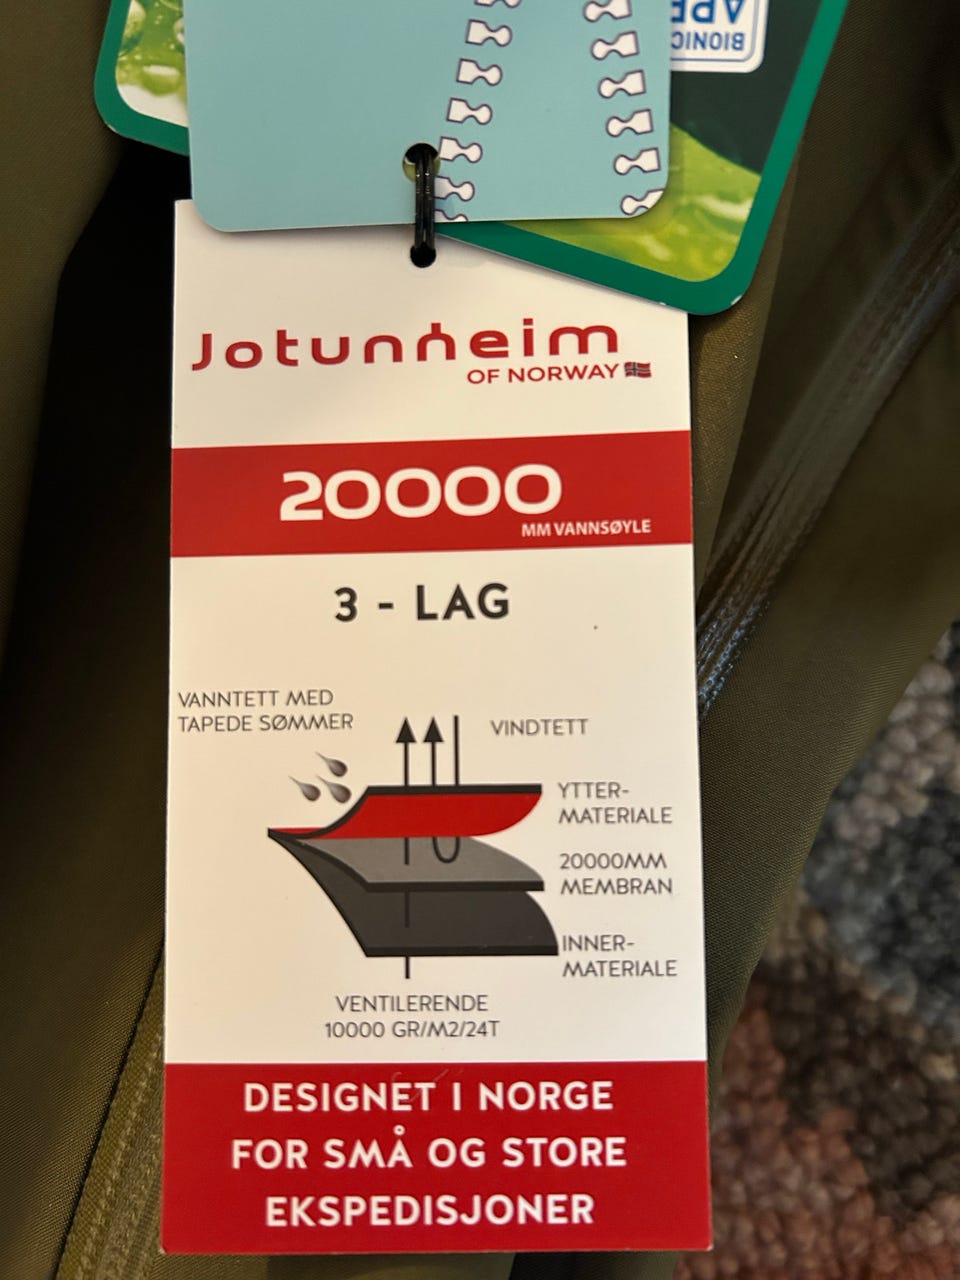 BIONIC
Jotunheim
OF NORWAY
20000
MM VANNSØYLE
3 - LAG
VANNTETT MED
TAPEDE SØMMER
VINDTETT
YTTER-
MATERIALE
20000MM
MEMBRAN
INNER-
MATERIALE
VENTILERENDE
10000 GR/M2/24T
DESIGNET I NORGE
FOR SMÅ OG STORE
EKSPEDISJONER